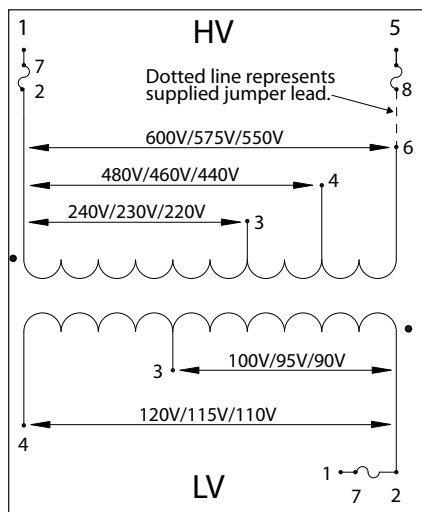 1 HV 5
7
2
8
Dotted line represents
supplied jumper lead.
600V/575V/550V
6
480V/460V/440V
4
240V/230V/220V
3
3
100V/95V/90V
120V/115V/110V
4
1
7 2
LV